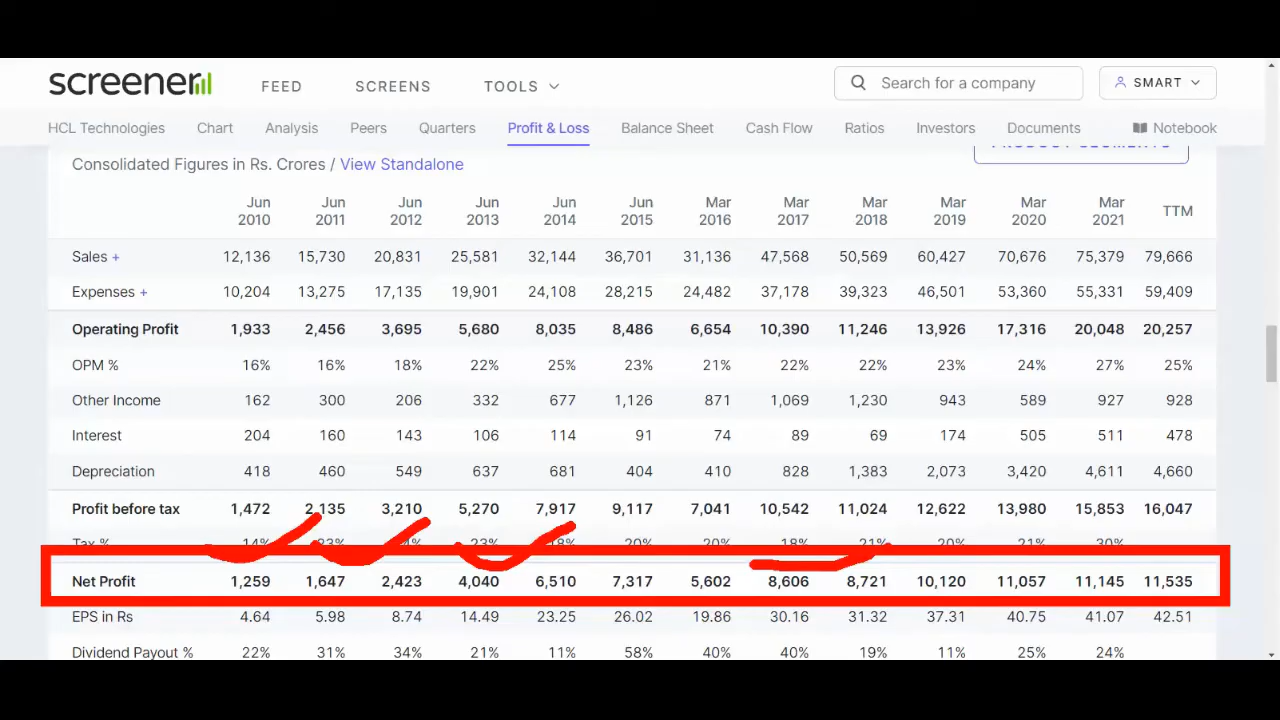 screener FEED SCREENS TOOLS Search for a company SMART
HCL Technologies Chart Analysis Peers Quarters Profit & Loss Balance Sheet Cash Flow Ratios Investors Documents Notebook
Consolidated Figures in Rs. Crores / View Standalone PRODUCT SEGMENTS
Jun 2010 Jun 2011 Jun 2012 Jun 2013 Jun 2014 Jun 2015 Mar 2016 Mar 2017 Mar 2018 Mar 2019 Mar 2020 Mar 2021 TTM
Sales + 12,136 15,730 20,831 25,581 32,144 36,701 31,136 47,568 50,569 60,427 70,676 75,379 79,666
Expenses + 10,204 13,275 17,135 19,901 24,108 28,215 24,482 37,178 39,323 46,501 53,360 55,331 59,409
Operating Profit 1,933 2,456 3,695 5,680 8,035 8,486 6,654 10,390 11,246 13,926 17,316 20,048 20,257
OPM % 16% 16% 18% 22% 25% 23% 21% 22% 22% 23% 24% 27% 25%
Other Income 162 300 206 332 677 1,126 871 1,069 1,230 943 589 927 928
Interest 204 160 143 106 114 91 74 89 69 174 505 511 478
Depreciation 418 460 549 637 681 404 410 828 1,383 2,073 3,420 4,611 4,660
Profit before tax 1,472 2,135 3,210 5,270 7,917 9,117 7,041 10,542 11,024 12,622 13,980 15,853 16,047
Tax % 14% 23% 23% 18% 20% 20% 18% 21% 20% 21% 30%
Net Profit 1,259 1,647 2,423 4,040 6,510 7,317 5,602 8,606 8,721 10,120 11,057 11,145 11,535
EPS in Rs 4.64 5.98 8.74 14.49 23.25 26.02 19.86 30.16 31.32 37.31 40.75 41.07 42.51
Dividend Payout % 22% 31% 34% 21% 11% 58% 40% 40% 19% 11% 25% 24%